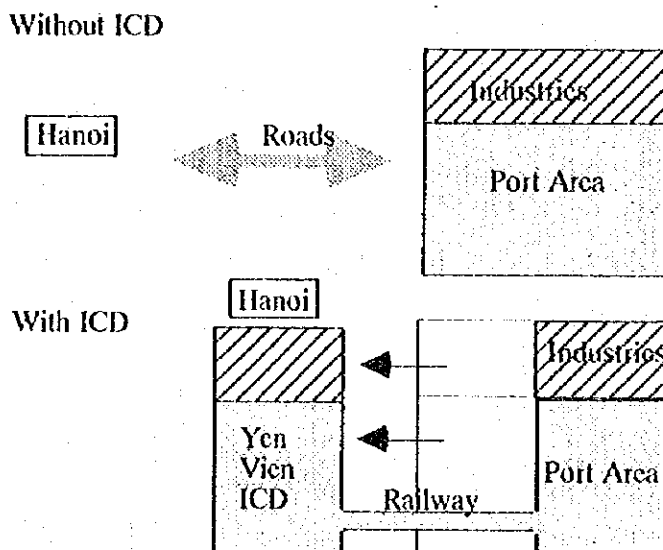 Without ICD
Industries
Hanoi
Roads
Port Area
Hanoi
With ICD
Industries
Yen
Vien
ICD
Port Area
Railway